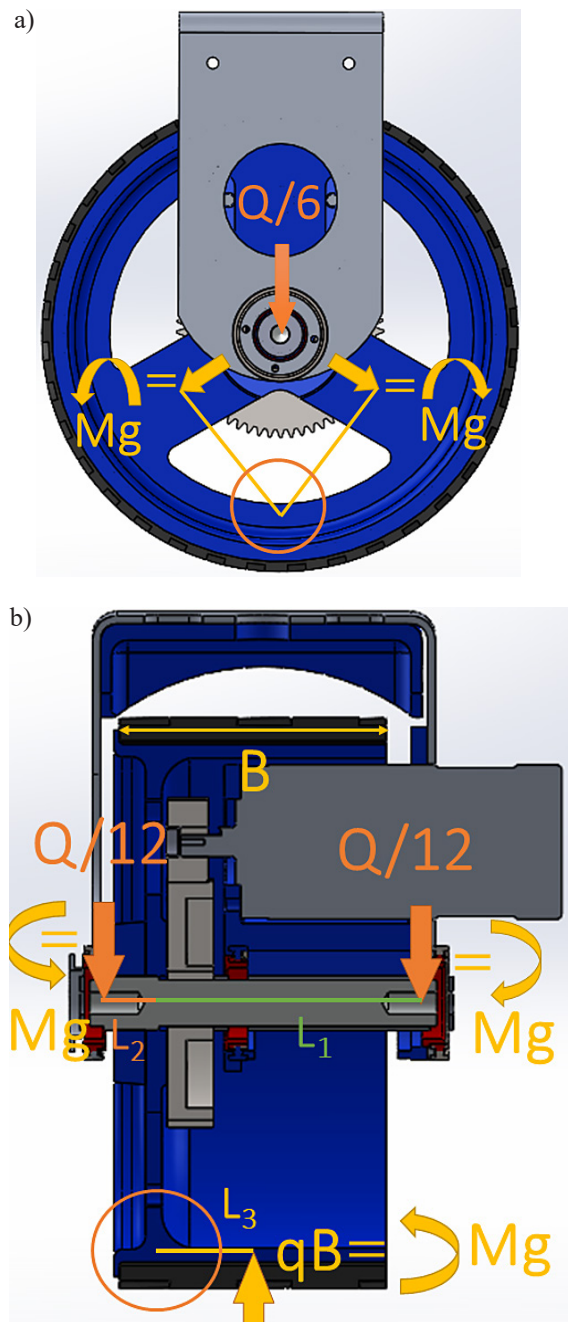 a)
Q/6
=
=
Mg
Mg
b)
B
Q/12
Q/12
=
=
Mg
L2
L1
Mg
L3
qB=
Mg